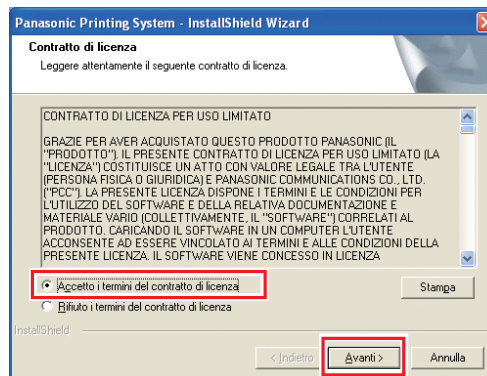 Panasonic Printing System - InstallShield Wizard
Contratto di licenza
Leggere attentamente il seguente contratto di licenza.
CONTRATTO DI LICENZA PER USO LIMITATO
GRAZIE PER AVER ACQUISTATO QUESTO PRODOTTO PANASONIC (IL
"PRODOTTO"). IL PRESENTE CONTRATTO DI LICENZA PER USO LIMITATO (LA
"LICENZA") COSTITUISCE UN ATTO CON VALORE LEGALE TRA L'UTENTE
(PERSONA FISICA O GIURIDICA) E PANASONIC COMMUNICATIONS CO., LTD.
("PCC"). LA PRESENTE LICENZA DISPONE I TERMINI E LE CONDIZIONI PER
L'UTILIZZO DEL SOFTWARE E DELLA RELATIVA DOCUMENTAZIONE E
MATERIALE VARIO (COLLETTIVAMENTE, IL "SOFTWARE") CORRELATI AL
PRODOTTO. CARICANDO IL SOFTWARE IN UN COMPUTER L'UTENTE
ACCONSENTE AD ESSERE VINCOLATO AI TERMINI E ALLE CONDIZIONI DELLA
PRESENTE LICENZA. IL SOFTWARE VIENE CONCESSO IN LICENZA
Accetto i termini del contratto di licenza
Stampa
Rifiuto i termini del contratto di licenza
InstallShield
< Indietro
Avanti >
Annulla